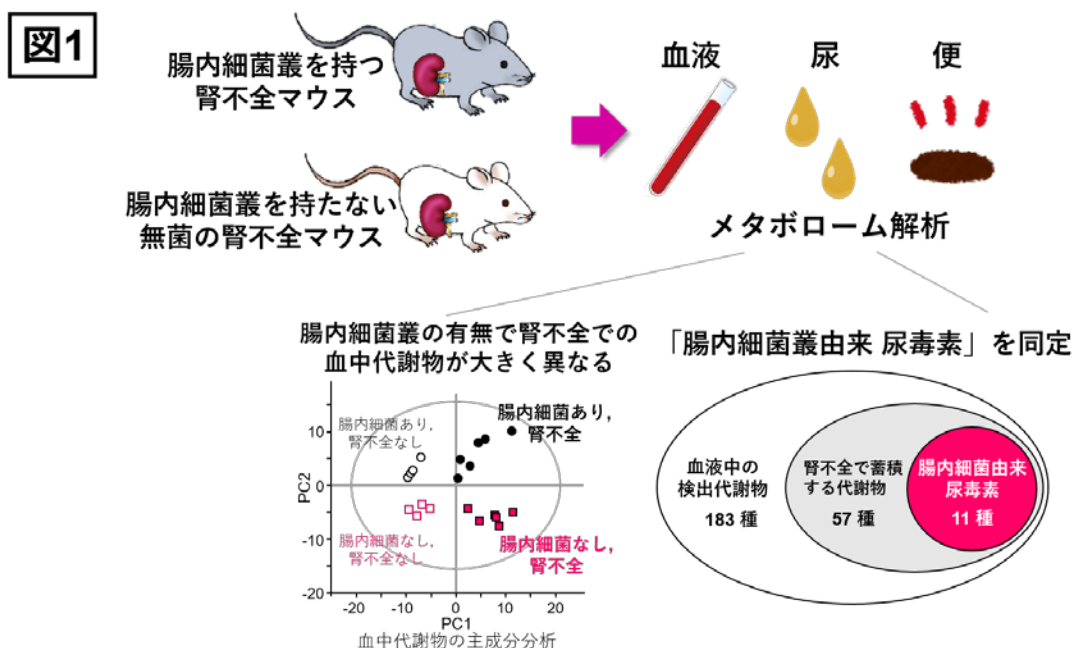 図1
腸内細菌叢を持つ
腎不全マウス
腸内細菌叢を持たない
無菌の腎不全マウス
血液
尿
便
メタボローム解析
腸内細菌叢の有無で腎不全での
血中代謝物が大きく異なる
腸内細菌あり,
腎不全なし
腸内細菌あり,
腎不全
腸内細菌なし,
腎不全なし
腸内細菌なし,
腎不全
PC2
10
0
-10
-20
-20
-10
0
10
20
PC1
血中代謝物の主成分分析
「腸内細菌叢由来 尿毒素」を同定
血液中の
検出代謝物
183 種
腎不全で蓄積
する代謝物
57 種
腸内細菌由来
尿毒素
11 種